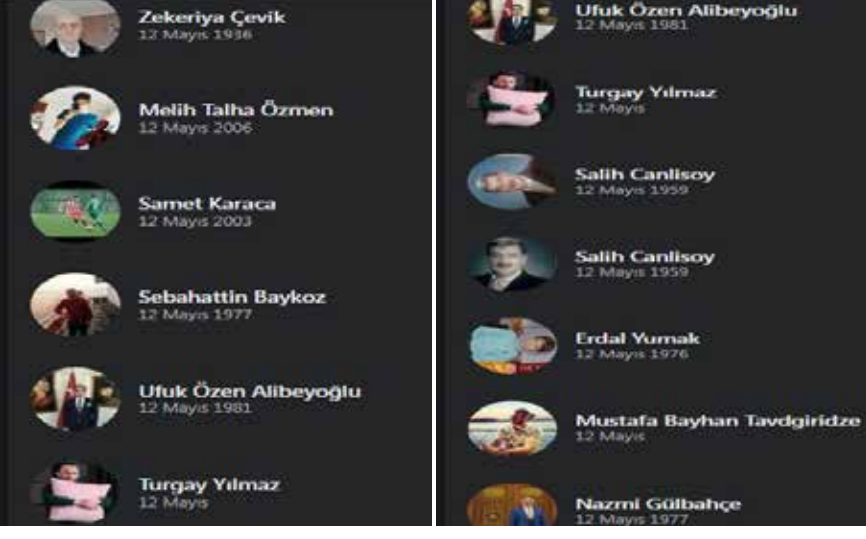 Zekeriya Çevik
12 Mayıs 1936
Melih Talha Özmen
12 Mayıs 2006
Samet Karaca
12 Mayıs 2003
Sebahattin Baykoz
12 Mayıs 1977
Ufuk Özen Alibeyoğlu
12 Mayıs 1981
Turgay Yılmaz
12 Mayıs
Ufuk Özen Alibeyoğlu
12 Mayıs 1981
Turgay Yılmaz
12 Mayıs
Salih Canlisoy
12 Mayıs 1959
Salih Canlisoy
12 Mayıs 1959
Erdal Yumak
12 Mayıs 1976
Mustafa Bayhan Tavdgiridze
12 Mayıs
Nazmi Gülbahçe
12 Mayıs 1977